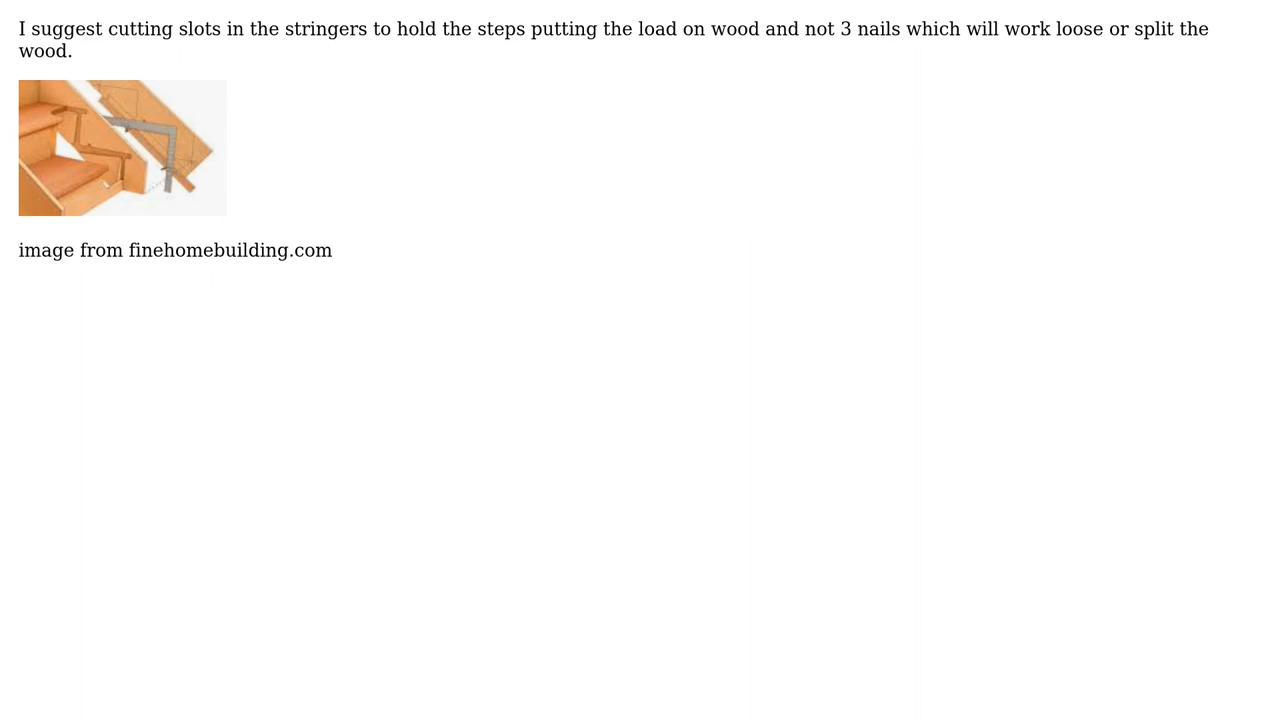 I suggest cutting slots in the stringers to hold the steps putting the load on wood and not 3 nails which will work loose or split the
wood.
image from finehomebuilding.com